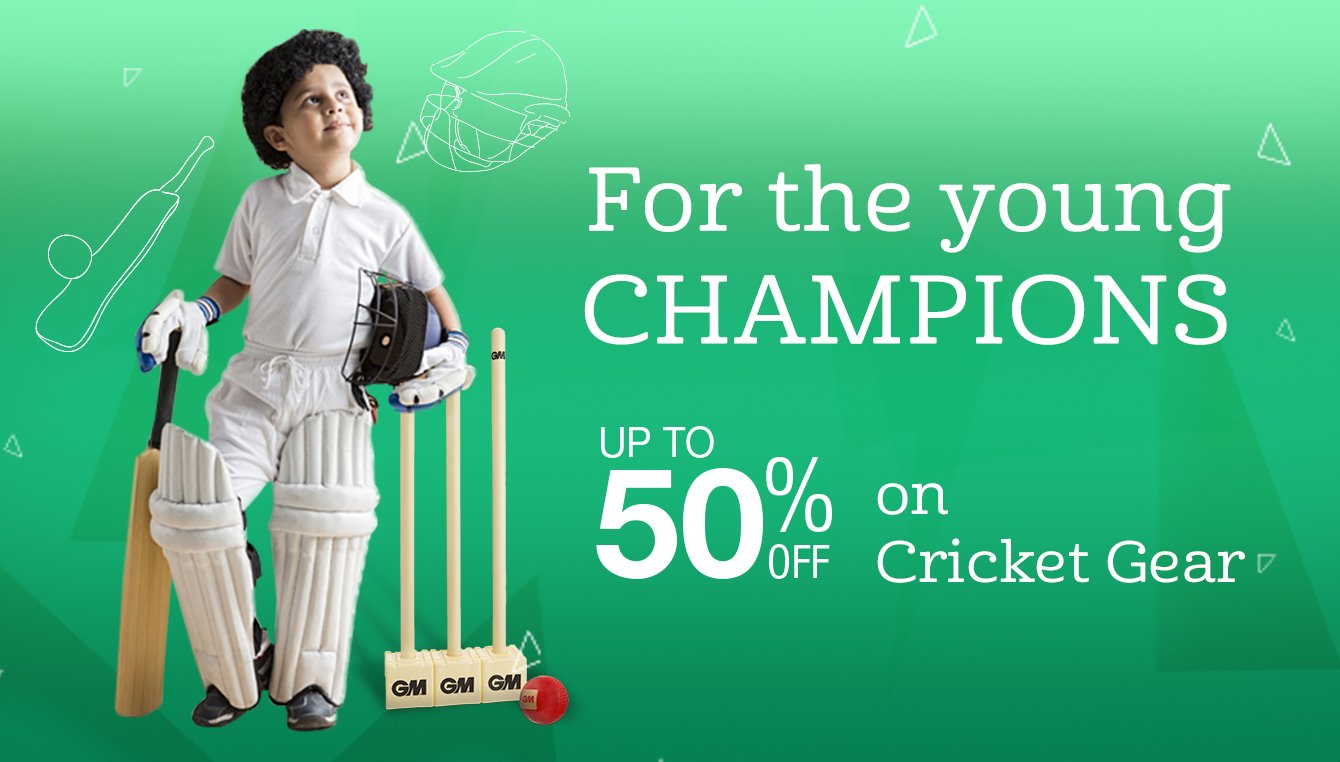 For the young
CHAMPIONS
UP TO
50%
OFF
on
Cricket Gear
GM
GM GM GM
GM